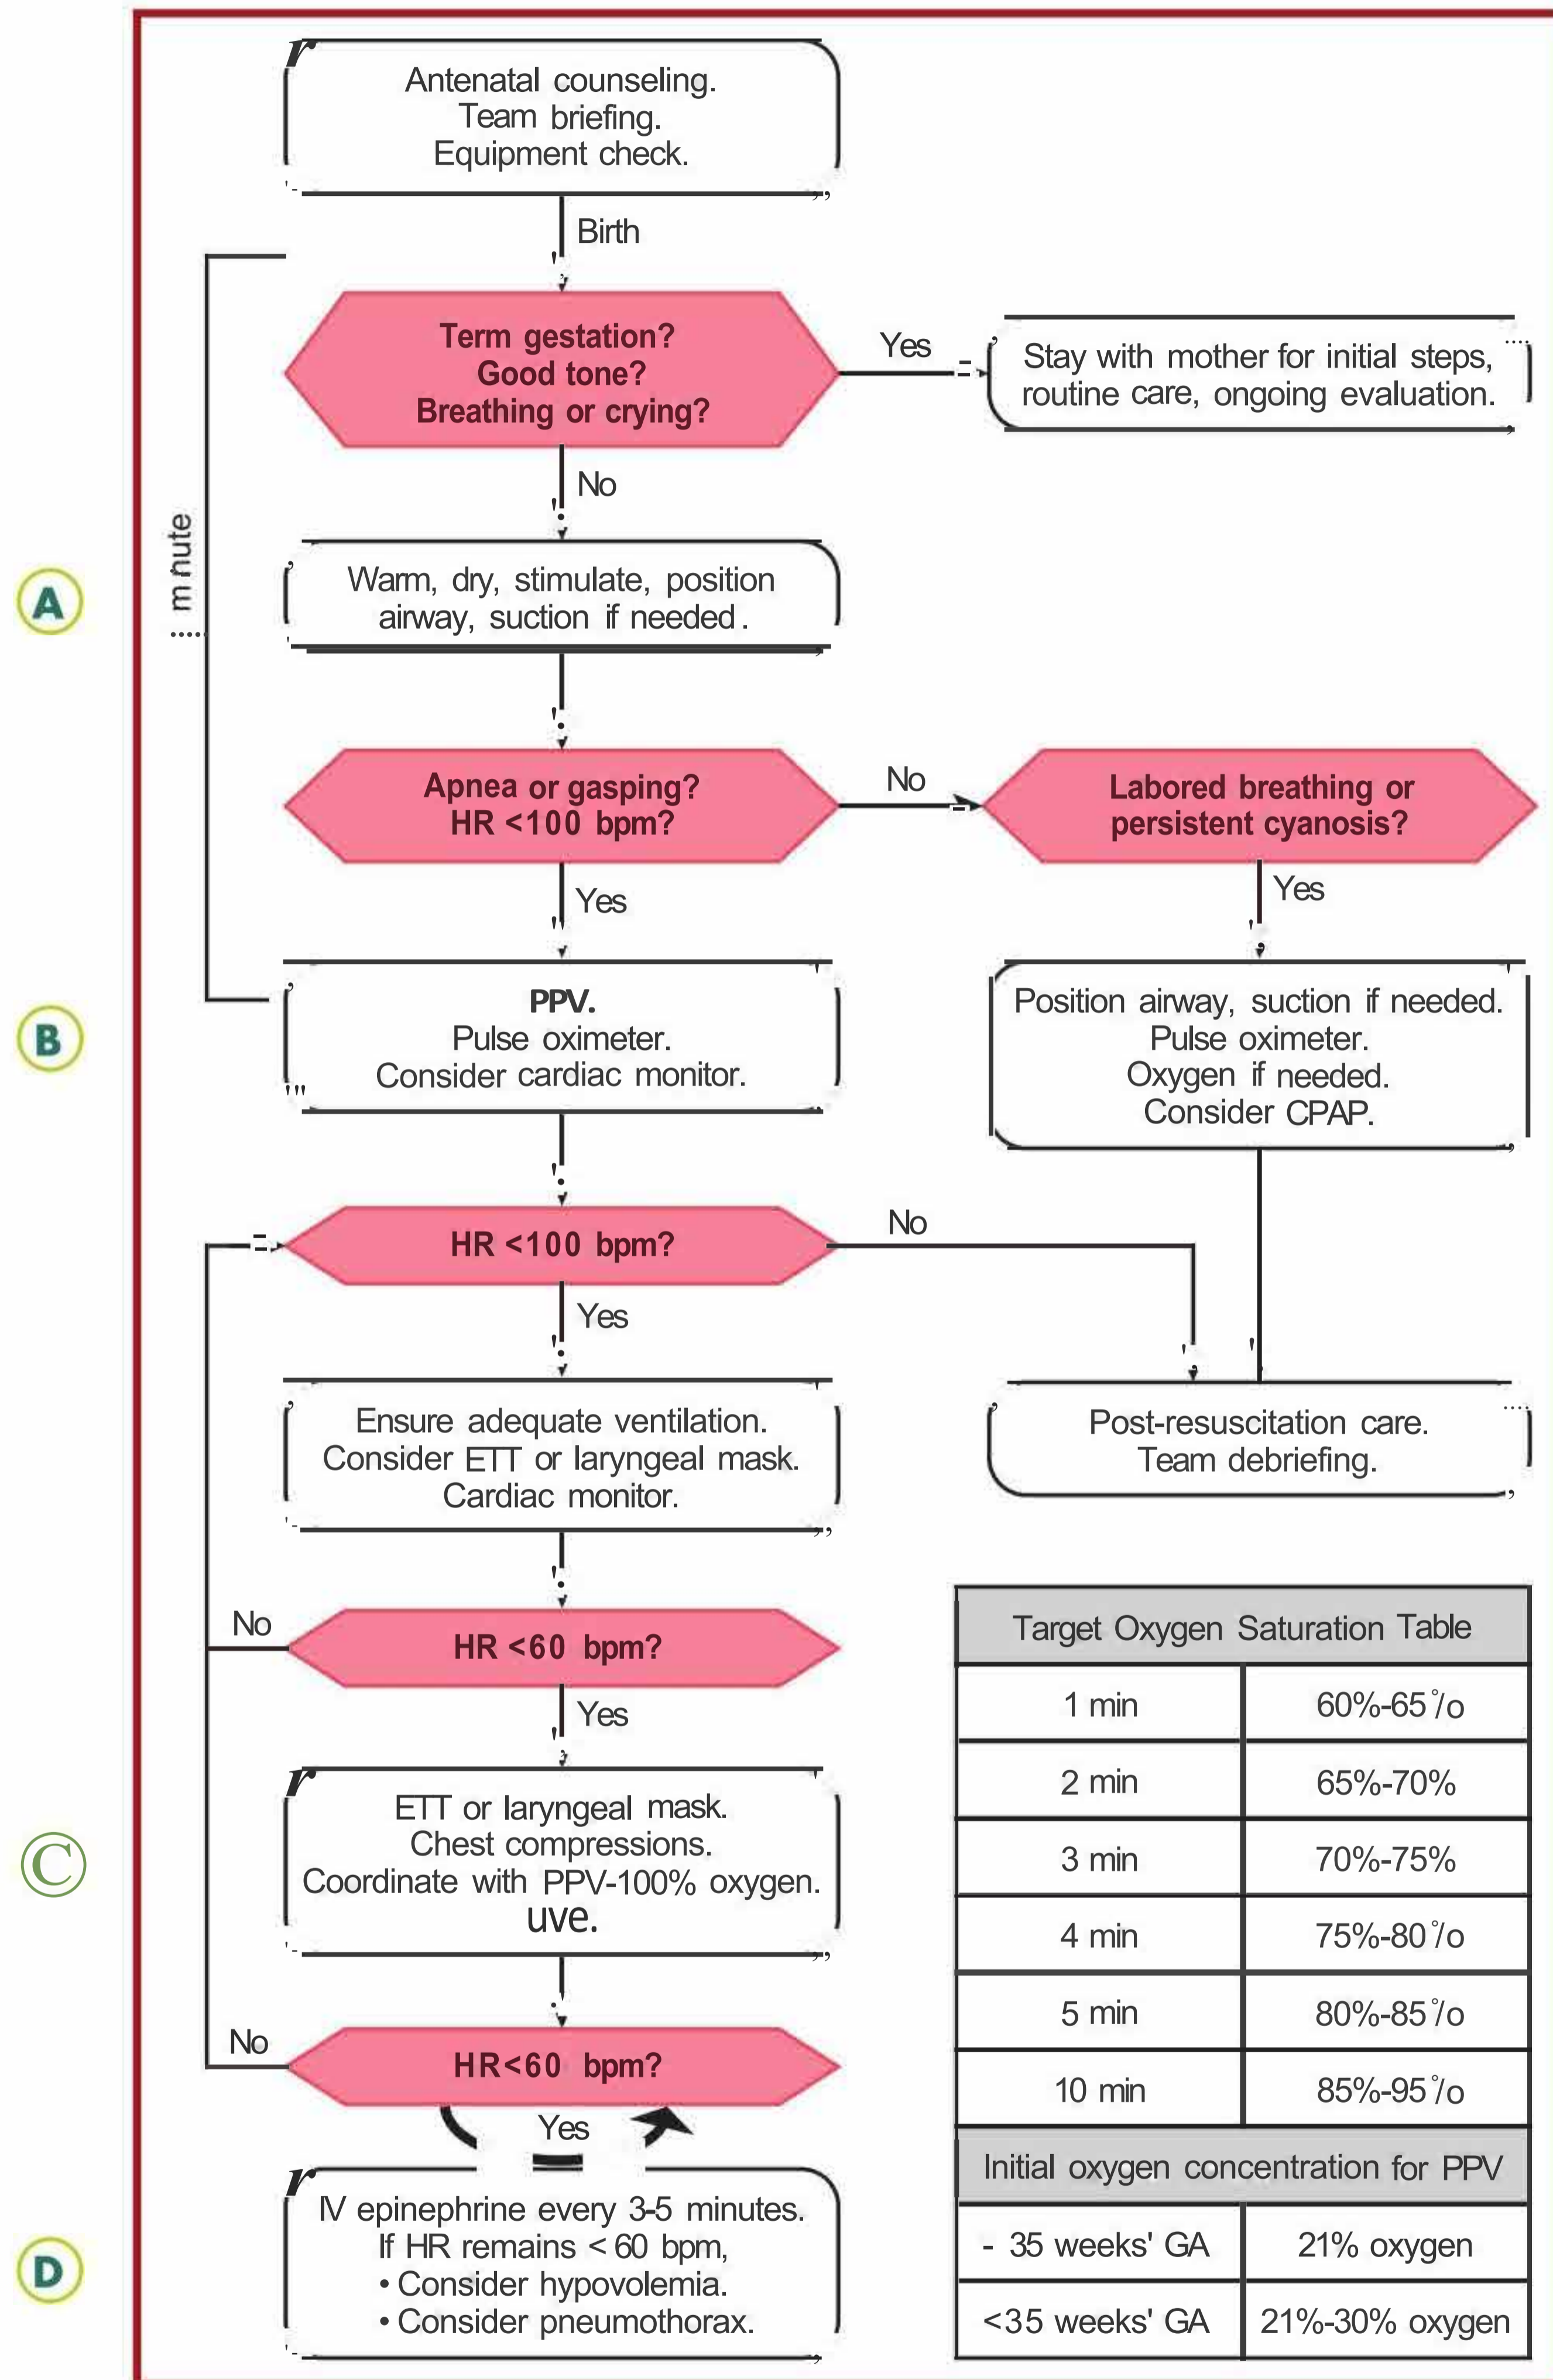 Antenatal counseling.
Team briefing.
Equipment check.
Birth
Term gestation?
Good tone?
Breathing or crying?
Yes
Stay with mother for initial steps,
routine care, ongoing evaluation.
No
m nute
A
Warm, dry, stimulate, position
airway, suction if needed.
Apnea or gasping?
HR <100 bpm?
No
Labored breathing or
persistent cyanosis?
Yes
Yes
B
PPV.
Pulse oximeter.
Consider cardiac monitor.
Position airway, suction if needed.
Pulse oximeter.
Oxygen if needed.
Consider CPAP.
HR <100 bpm?
No
Yes
Ensure adequate ventilation.
Consider ETT or laryngeal mask.
Cardiac monitor.
Post-resuscitation care.
Team debriefing.
No
HR <60 bpm?
Yes
C
ETT or laryngeal mask.
Chest compressions.
Coordinate with PPV-100% oxygen.
uve.
No
HR<60 bpm?
Yes
D
IV epinephrine every 3-5 minutes.
If HR remains < 60 bpm,
• Consider hypovolemia.
• Consider pneumothorax.
Target Oxygen Saturation Table
1 min 60%-65°/o
2 min 65%-70%
3 min 70%-75%
4 min 75%-80°/o
5 min 80%-85°/o
10 min 85%-95°/o
Initial oxygen concentration for PPV
- 35 weeks' GA 21% oxygen
<35 weeks' GA 21%-30% oxygen